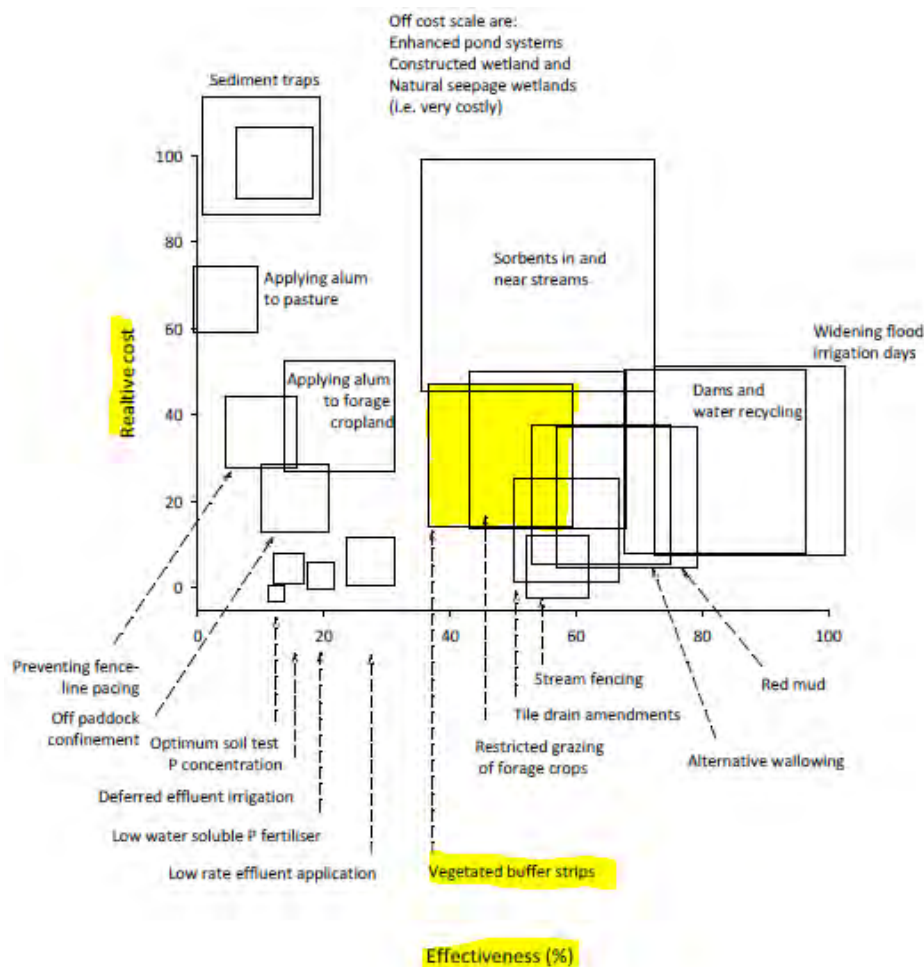 Off cost scale are:
Enhanced pond systems
Constructed wetland and
Natural seepage wetlands
(i.e. very costly)
Sediment traps
100
80
60
40
20
0
Realtive cost
Applying alum
to pasture
Sorbents in and
near streams
Widening flood
irrigation days
Applying alum
to forage
cropland
Dams and
water recycling
0
20
40
60
80
100
Preventing fence-
line pacing
Off paddock
confinement
Optimum soil test
P concentration
Deferred effluent irrigation
Low water soluble P fertiliser
Low rate effluent application
Vegetated buffer strips
Stream fencing
Tile drain amendments
Restricted grazing
of forage crops
Red mud
Alternative wallowing
Effectiveness (%)